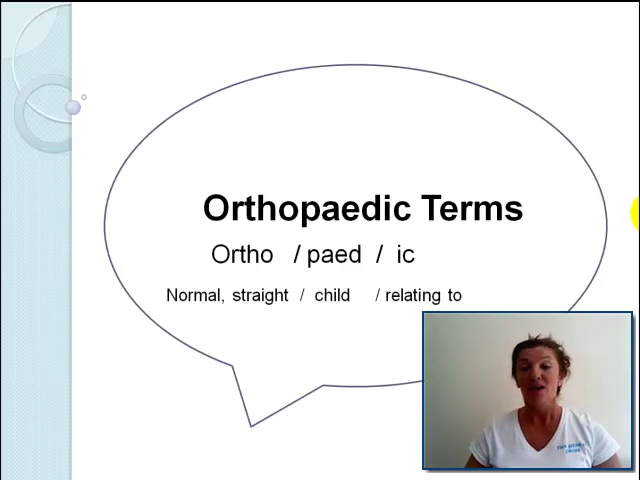 Orthopaedic Terms
Ortho / paed / ic
Normal, straight / child / relating to